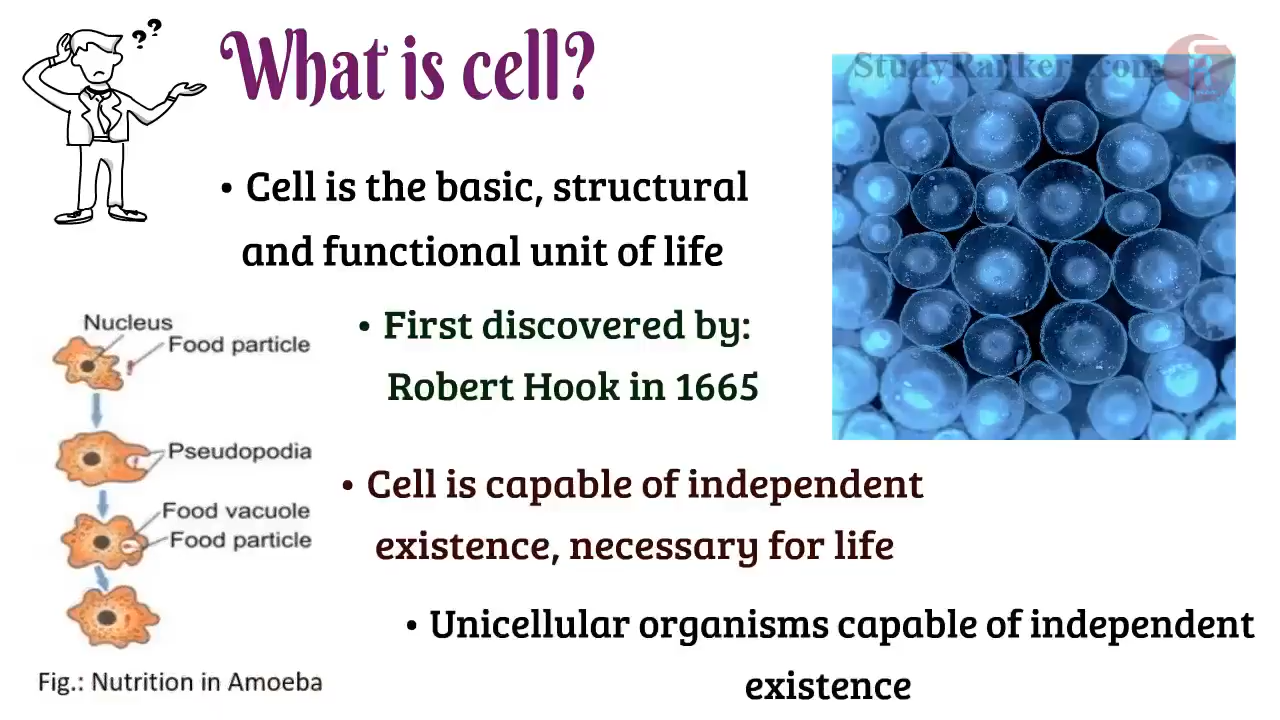 ??
What is cell?
StudyRankers.com
• Cell is the basic, structural
and functional unit of life
• First discovered by:
Robert Hook in 1665
Nucleus
Food particle
Pseudopodia
Food vacuole
Food particle
Fig.: Nutrition in Amoeba
• Cell is capable of independent
existence, necessary for life
• Unicellular organisms capable of independent
existence